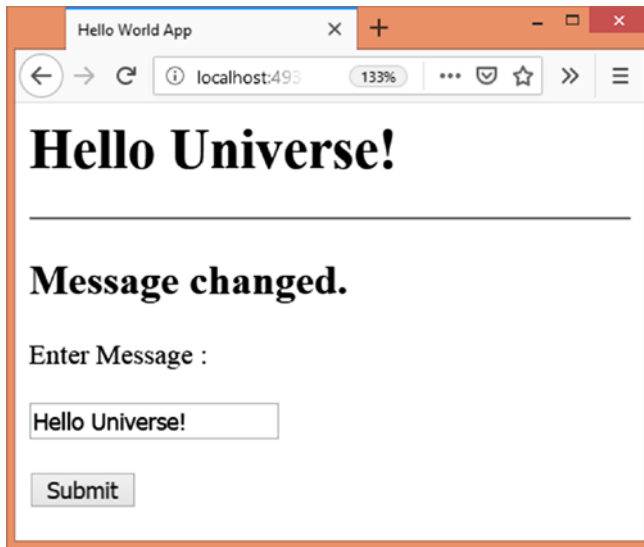 Hello World App
localhost:493
133%
Hello Universe!
Message changed.
Enter Message :
Hello Universe!
Submit